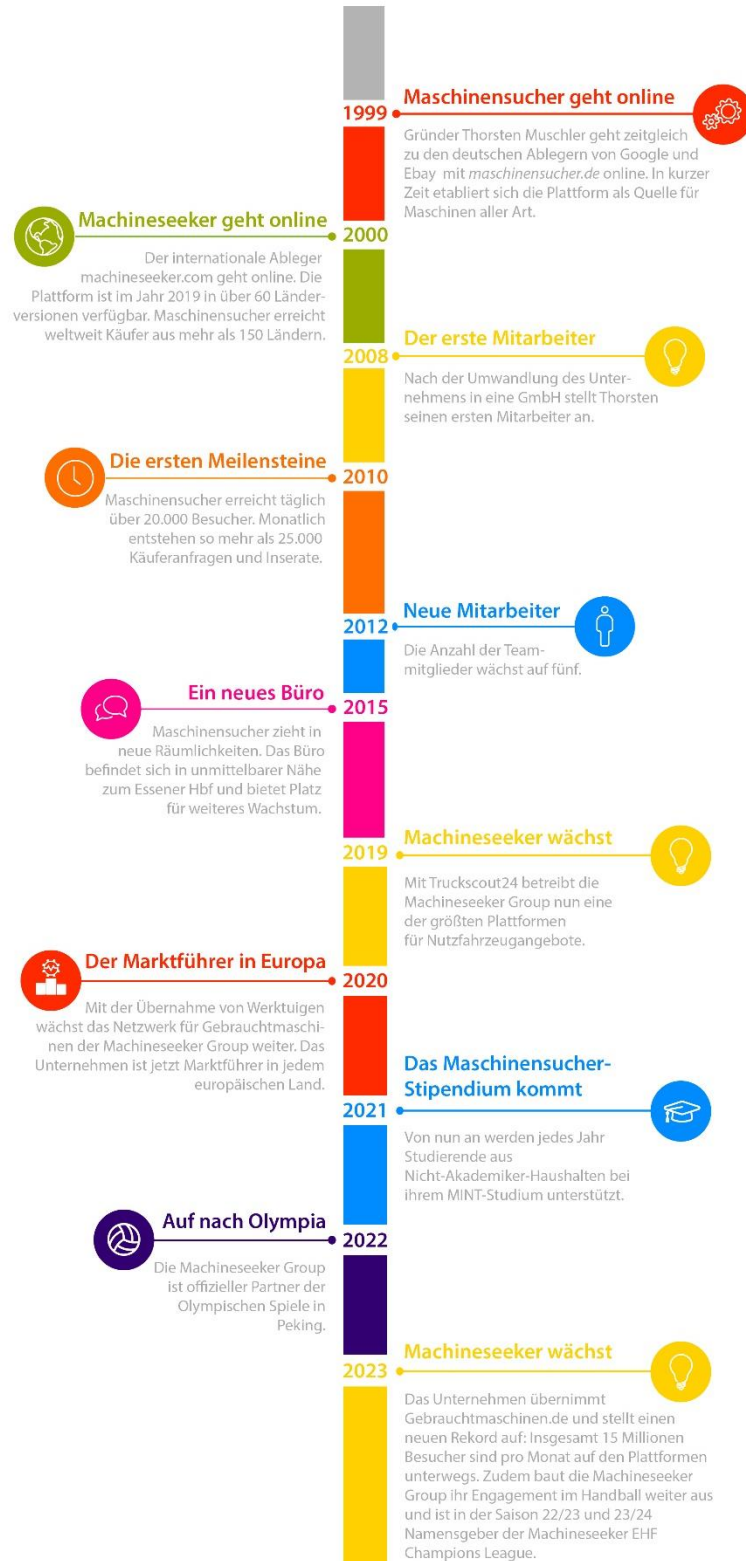 Maschinensucher geht online
1999
Gründer Thorsten Muschler geht zeitgleich
zu den deutschen Ablegern von Google und
Ebay mit maschinensucher.de online. In kurzer
Zeit etabliert sich die Plattform als Quelle für
Maschinen aller Art.
Machineseeker geht online
2000
Der internationale Ableger
machineseeker.com geht online. Die
Plattform ist im Jahr 2019 in über 60 Länder-
versionen verfügbar. Maschinensucher erreicht
weltweit Käufer aus mehr als 150 Ländern.
Der erste Mitarbeiter
2008
Nach der Umwandlung des Unter-
nehmens in eine GmbH stellt Thorsten
seinen ersten Mitarbeiter an.
Die ersten Meilensteine
2010
Maschinensucher erreicht täglich
über 20.000 Besucher. Monatlich
entstehen so mehr als 25.000
Käuferanfragen und Inserate.
Neue Mitarbeiter
2012
Die Anzahl der Team-
mitglieder wächst auf fünf.
Ein neues Büro
2015
Maschinensucher zieht in
neue Räumlichkeiten. Das Büro
befindet sich in unmittelbarer Nähe
zum Essener Hbf und bietet Platz
für weiteres Wachstum.
Machineseeker wächst
2019
Mit Truckscout24 betreibt die
Machineseeker Group nun eine
der größten Plattformen
für Nutzfahrzeugangebote.
Der Marktführer in Europa
2020
Mit der Übernahme von Werktuigen
wächst das Netzwerk für Gebrauchtmaschi-
nen der Machineseeker Group weiter. Das
Unternehmen ist jetzt Marktführer in jedem
europäischen Land.
Das Maschinensucher-
Stipendium kommt
2021
Von nun an werden jedes Jahr
Studierende aus
Nicht-Akademiker-Haushalten bei
ihrem MINT-Studium unterstützt.
Auf nach Olympia
2022
Die Machineseeker Group
ist offizieller Partner der
Olympischen Spiele in
Peking.
Machineseeker wächst
2023
Das Unternehmen übernimmt
Gebrauchtmaschinen.de und stellt einen
neuen Rekord auf: Insgesamt 15 Millionen
Besucher sind pro Monat auf den Plattformen
unterwegs. Zudem baut die Machineseeker
Group ihr Engagement im Handball weiter aus
und ist in der Saison 22/23 und 23/24
Namensgeber der Machineseeker EHF
Champions League.